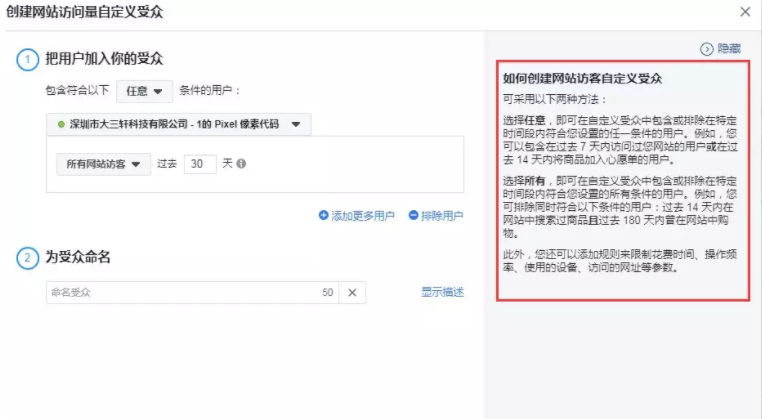 创建网站访问量自定义受众
隐藏
1 把用户加入你的受众
包含符合以下 任意 条件的用户：
深圳市大三轩科技有限公司 - 1的 Pixel 像素代码
所有网站访客 过去 30 天
添加更多用户 排除用户
2 为受众命名
命名受众 50
显示描述
如何创建网站访客自定义受众
可采用以下两种方法：
选择任意，即可在自定义受众中包含或排除在特定
时间段内符合您设置的任一条件的用户。例如，您
可以包含在过去 7 天内访问过您网站的用户或在过
去 14 天内将商品加入心愿单的用户。
选择所有，即可在自定义受众中包含或排除在特定
时间段内符合您设置的所有条件的用户。例如，您
可排除同时符合以下条件的用户：过去 14 天内在
网站中搜索过商品且过去 180 天内曾在网站中购
物。
此外，您还可以添加规则来限制花费时间、操作频
率、使用的设备、访问的网址等参数。